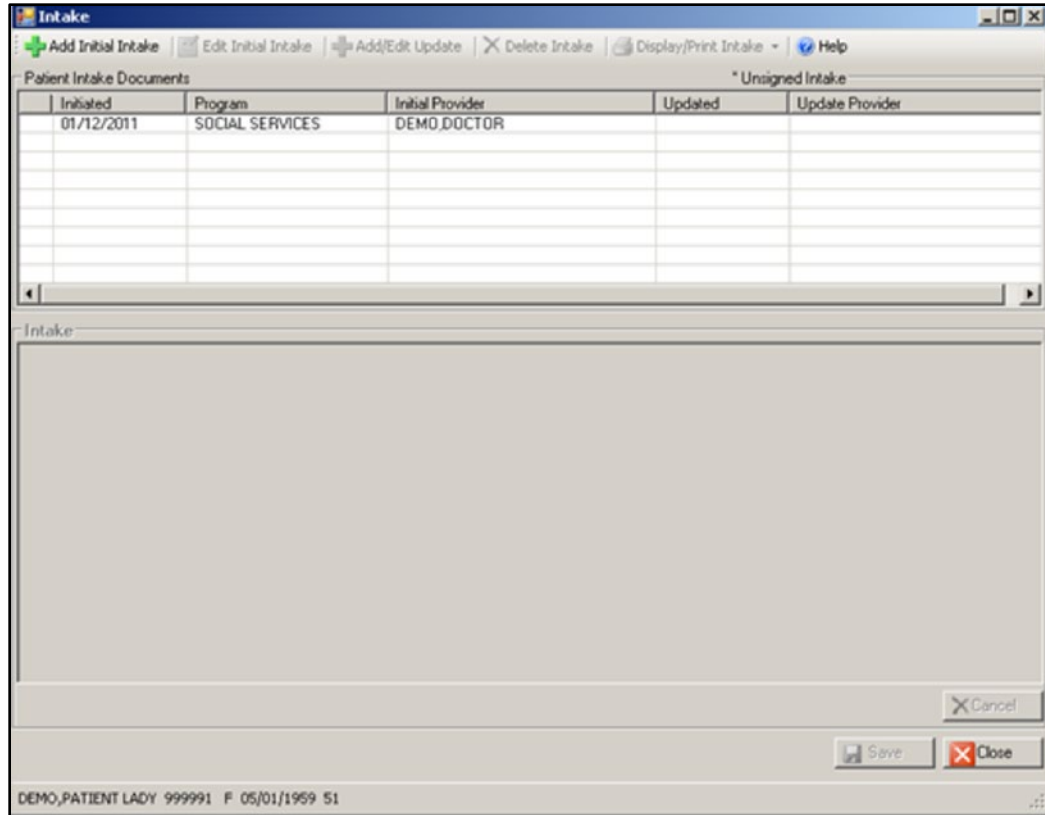 Intake
Add Initial Intake Edit Initial Intake Add/Edit Update Delete Intake Display/Print Intake Help
Patient Intake Documents * Unsigned Intake
Initiated Program Initial Provider Updated Update Provider
01/12/2011 SOCIAL SERVICES DEMO,DOCTOR
Intake
Cancel
Save Close
DEMO,PATIENT LADY 999991 F 05/01/1959 51